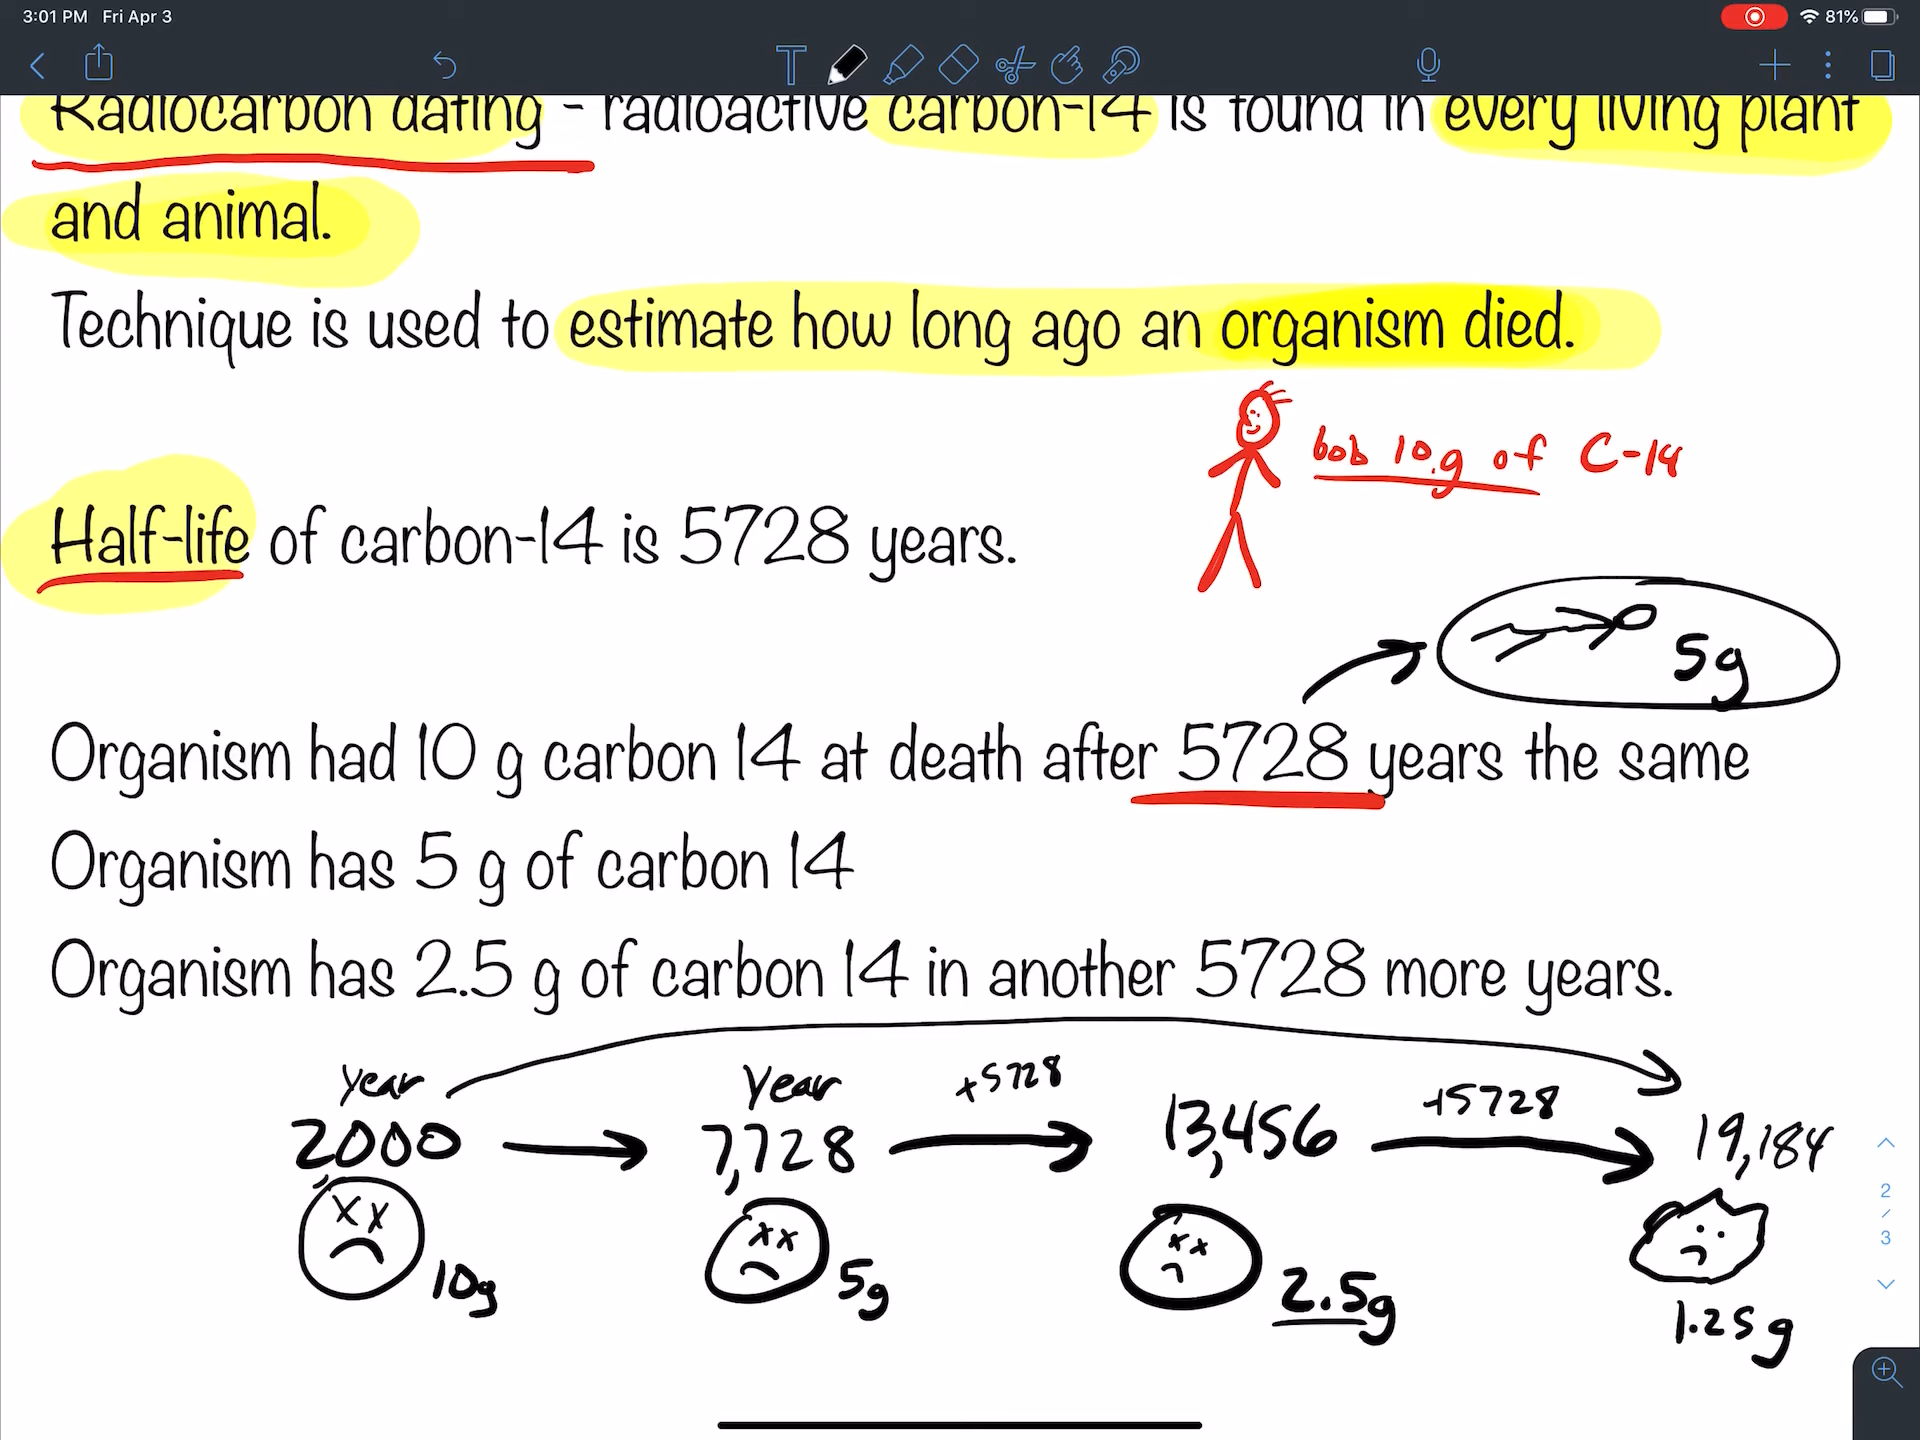 3:01 PM Fri Apr 3
81%
T
Radiocarbon dating - radioactive carbon-14 is found in every living plant
and animal.
Technique is used to estimate how long ago an organism died.
bob 10g of C-14
Half-life of carbon-14 is 5728 years.
5g
Organism had 10 g carbon 14 at death after 5728 years the same
Organism has 5 g of carbon 14
Organism has 2.5 g of carbon 14 in another 5728 more years.
year Year +5728 +5728
2,000 7,728 13,456 19,184
10g 5g 2.5g 1.25g
2
/
3